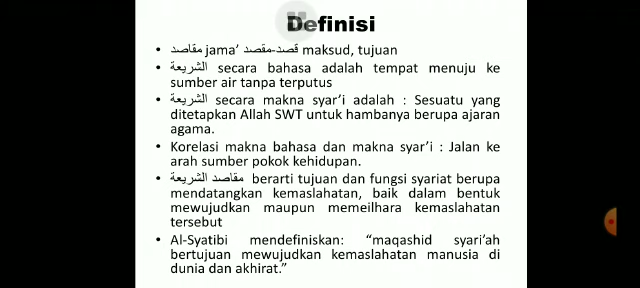 Definisi
• مقاصد jama’ قصد-مقصد maksud, tujuan
• الشريعة secara bahasa adalah tempat menuju ke
sumber air tanpa terputus
• الشريعة secara makna syar’i adalah : Sesuatu yang
ditetapkan Allah SWT untuk hambanya berupa ajaran
agama.
• Korelasi makna bahasa dan makna syar’i : Jalan ke
arah sumber pokok kehidupan.
• مقاصد الشريعة berarti tujuan dan fungsi syariat berupa
mendatangkan kemaslahatan, baik dalam bentuk
mewujudkan maupun memeilhara kemaslahatan
tersebut
• Al-Syatibi mendefiniskan: “maqashid syari’ah
bertujuan mewujudkan kemaslahatan manusia di
dunia dan akhirat.”